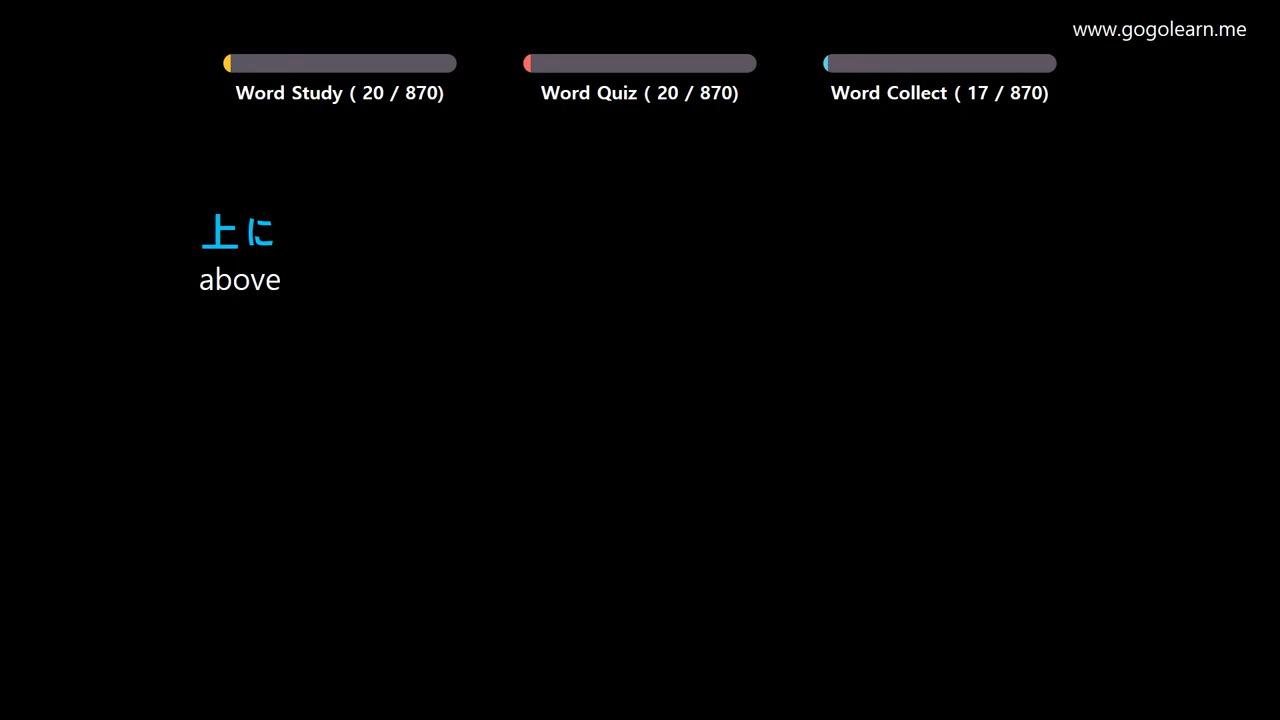 www.gogolearn.me
Word Study ( 20 / 870)
Word Quiz ( 20 / 870)
Word Collect ( 17 / 870)
上に
above